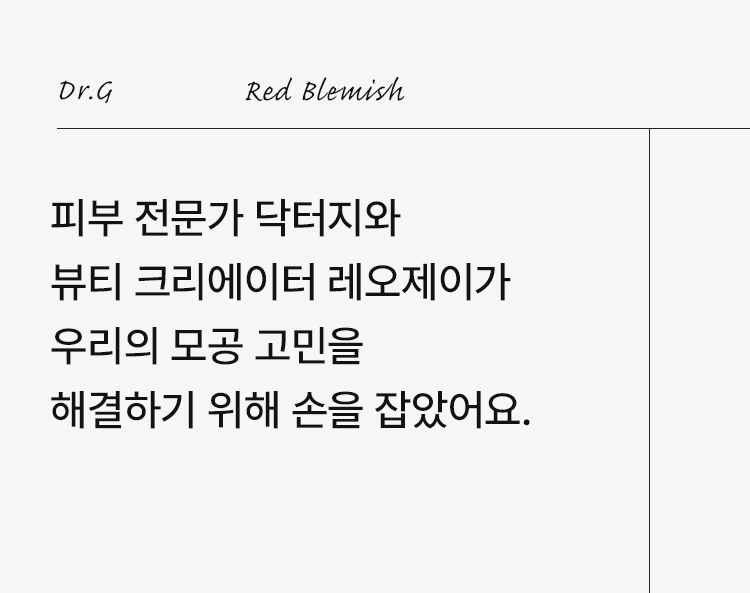 Dr.G Red Blemish
피부 전문가 닥터지와
뷰티 크리에이터 레오제이가
우리의 모공 고민을
해결하기 위해 손을 잡았어요.